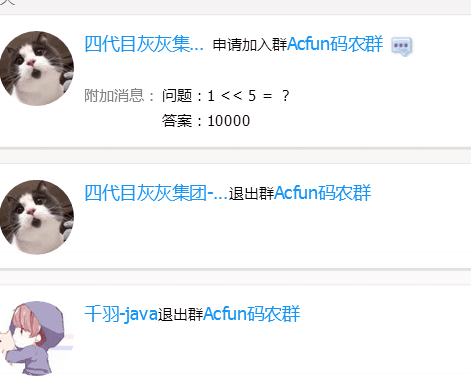 四代目灰灰集... 申请加入群Acfun码农群
附加消息： 问题：1 << 5 = ？
答案：10000
四代目灰灰集团-...退出群Acfun码农群
千羽-java退出群Acfun码农群